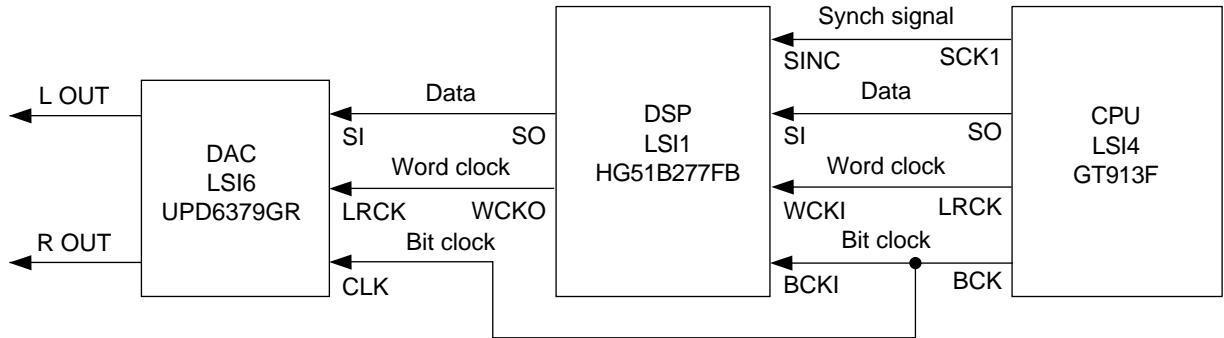 Synch signal
SINC SCK1
L OUT
Data
SI SO
Data
SI SO
DAC
LSI6
UPD6379GR
DSP
LSI1
HG51B277FB
CPU
LSI4
GT913F
Word clock
LRCK WCKO
Word clock
WCKI LRCK
R OUT
Bit clock
CLK
Bit clock
BCKI BCK